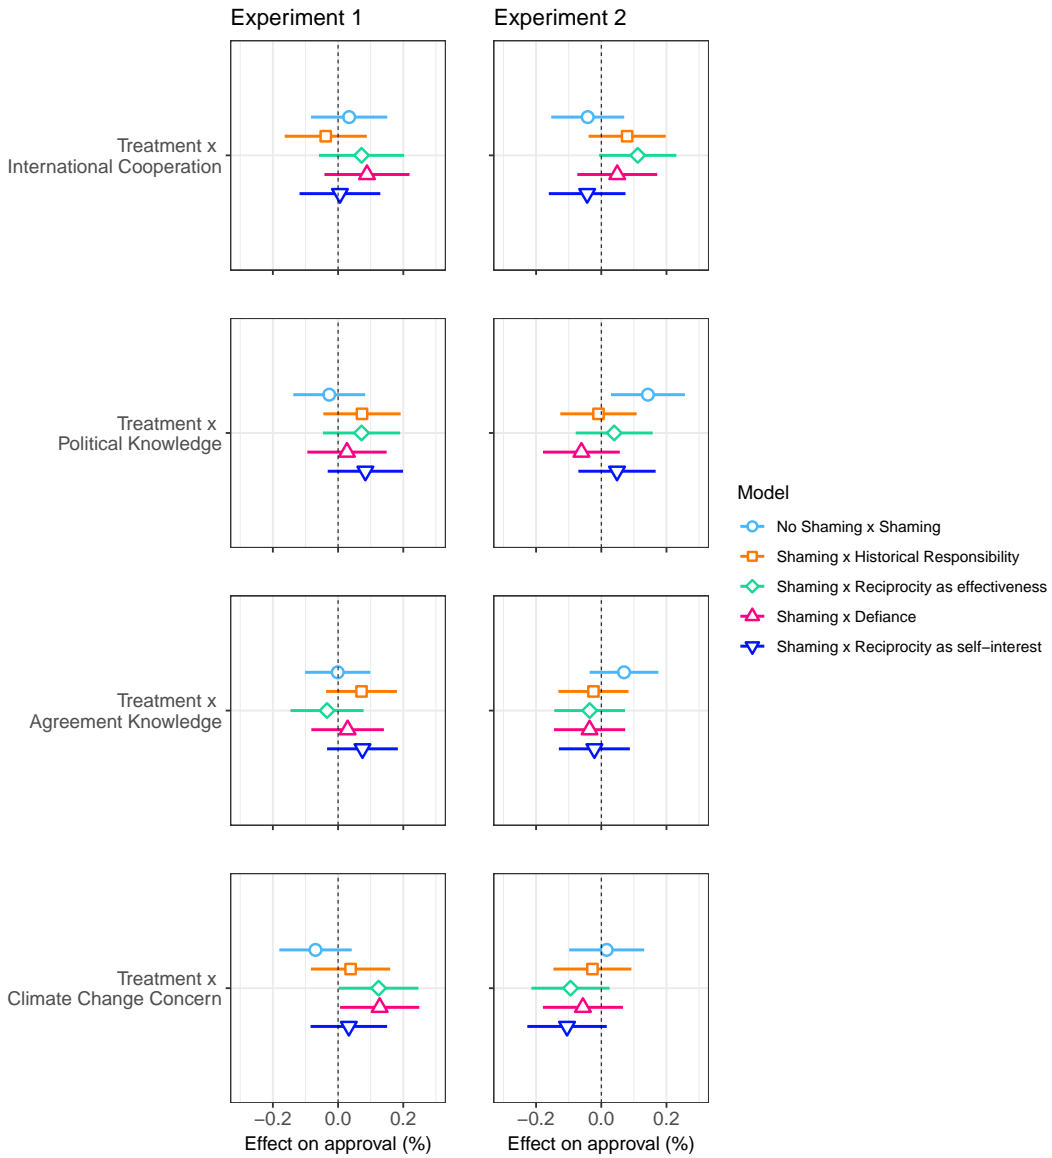 Experiment 1
Experiment 2
Treatment x
International Cooperation
Treatment x
Political Knowledge
Treatment x
Agreement Knowledge
Treatment x
Climate Change Concern
−0.2 0.0 0.2
−0.2 0.0 0.2
Effect on approval (%)
Effect on approval (%)
Model
No Shaming x Shaming
Shaming x Historical Responsibility
Shaming x Reciprocity as effectiveness
Shaming x Defiance
Shaming x Reciprocity as self−interest